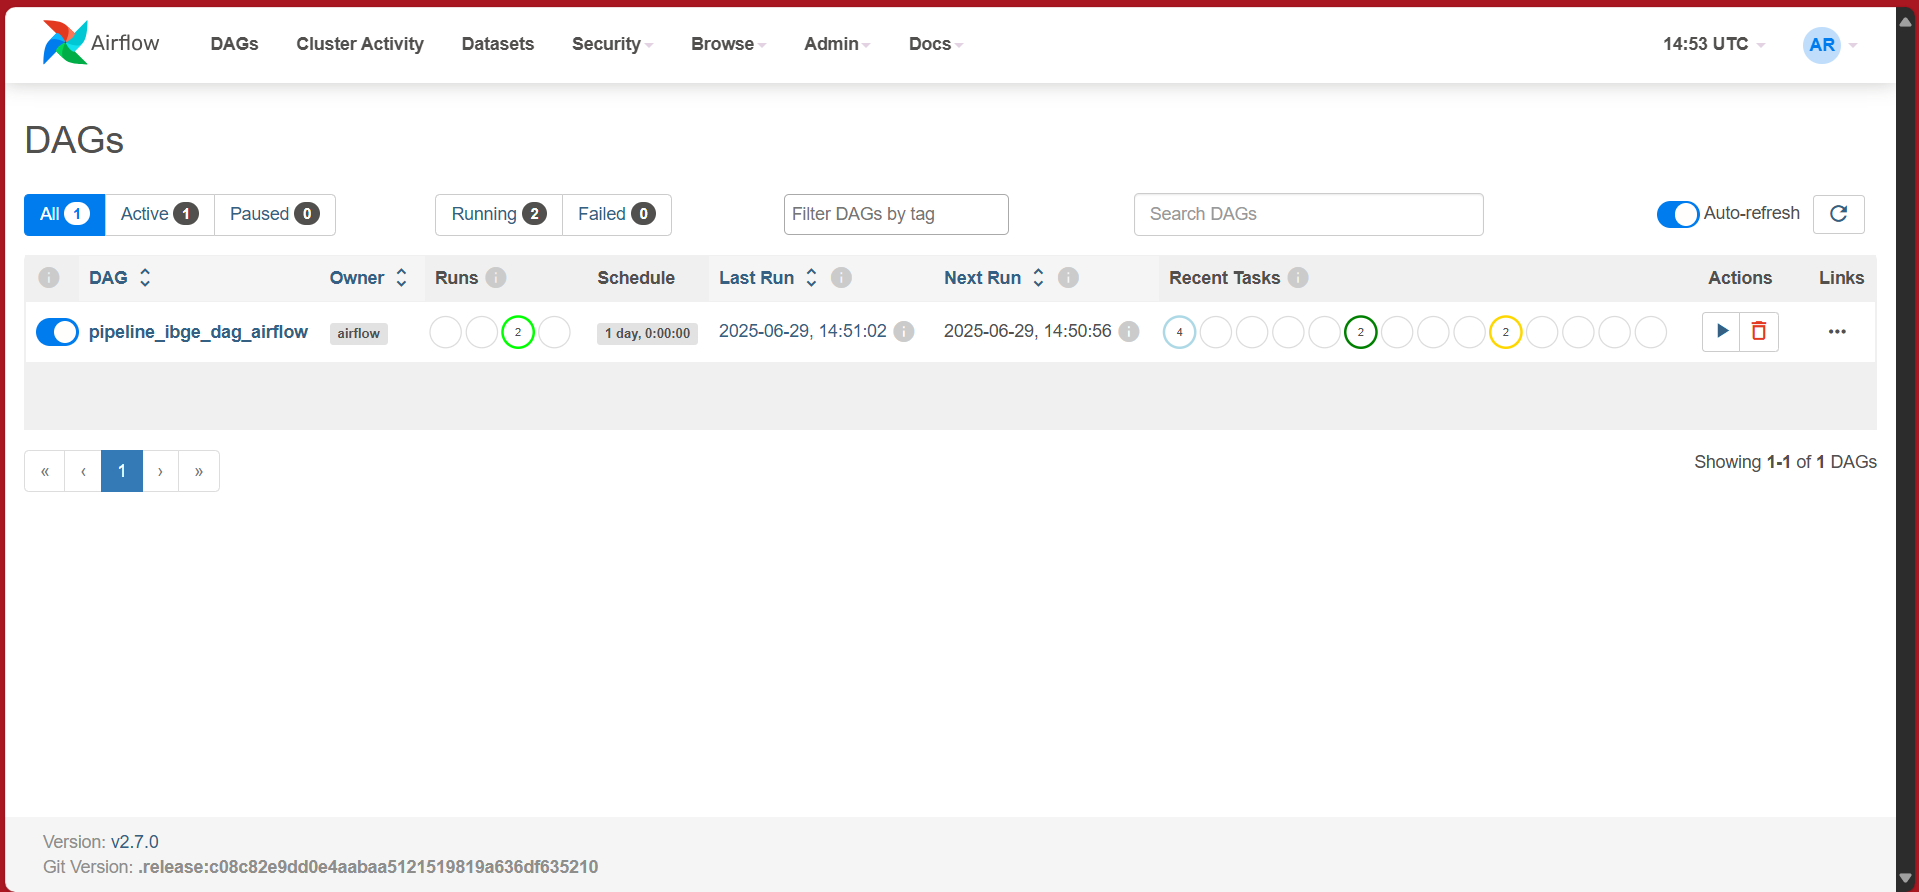 Airflow DAGs Cluster Activity Datasets Security Browse Admin Docs 14:53 UTC AR
DAGs
All 1 Active 1 Paused 0 Running 2 Failed 0 Filter DAGs by tag Search DAGs Auto-refresh
DAG Owner Runs Schedule Last Run Next Run Recent Tasks Actions Links
pipeline_ibge_dag_airflow airflow 2 1 day, 0:00:00 2025-06-29, 14:51:02 2025-06-29, 14:50:56 4 2 2
« ‹ 1 › » Showing 1-1 of 1 DAGs
Version: v2.7.0
Git Version: .release:c08c82e9dd0e4aabaa5121519819a636df635210